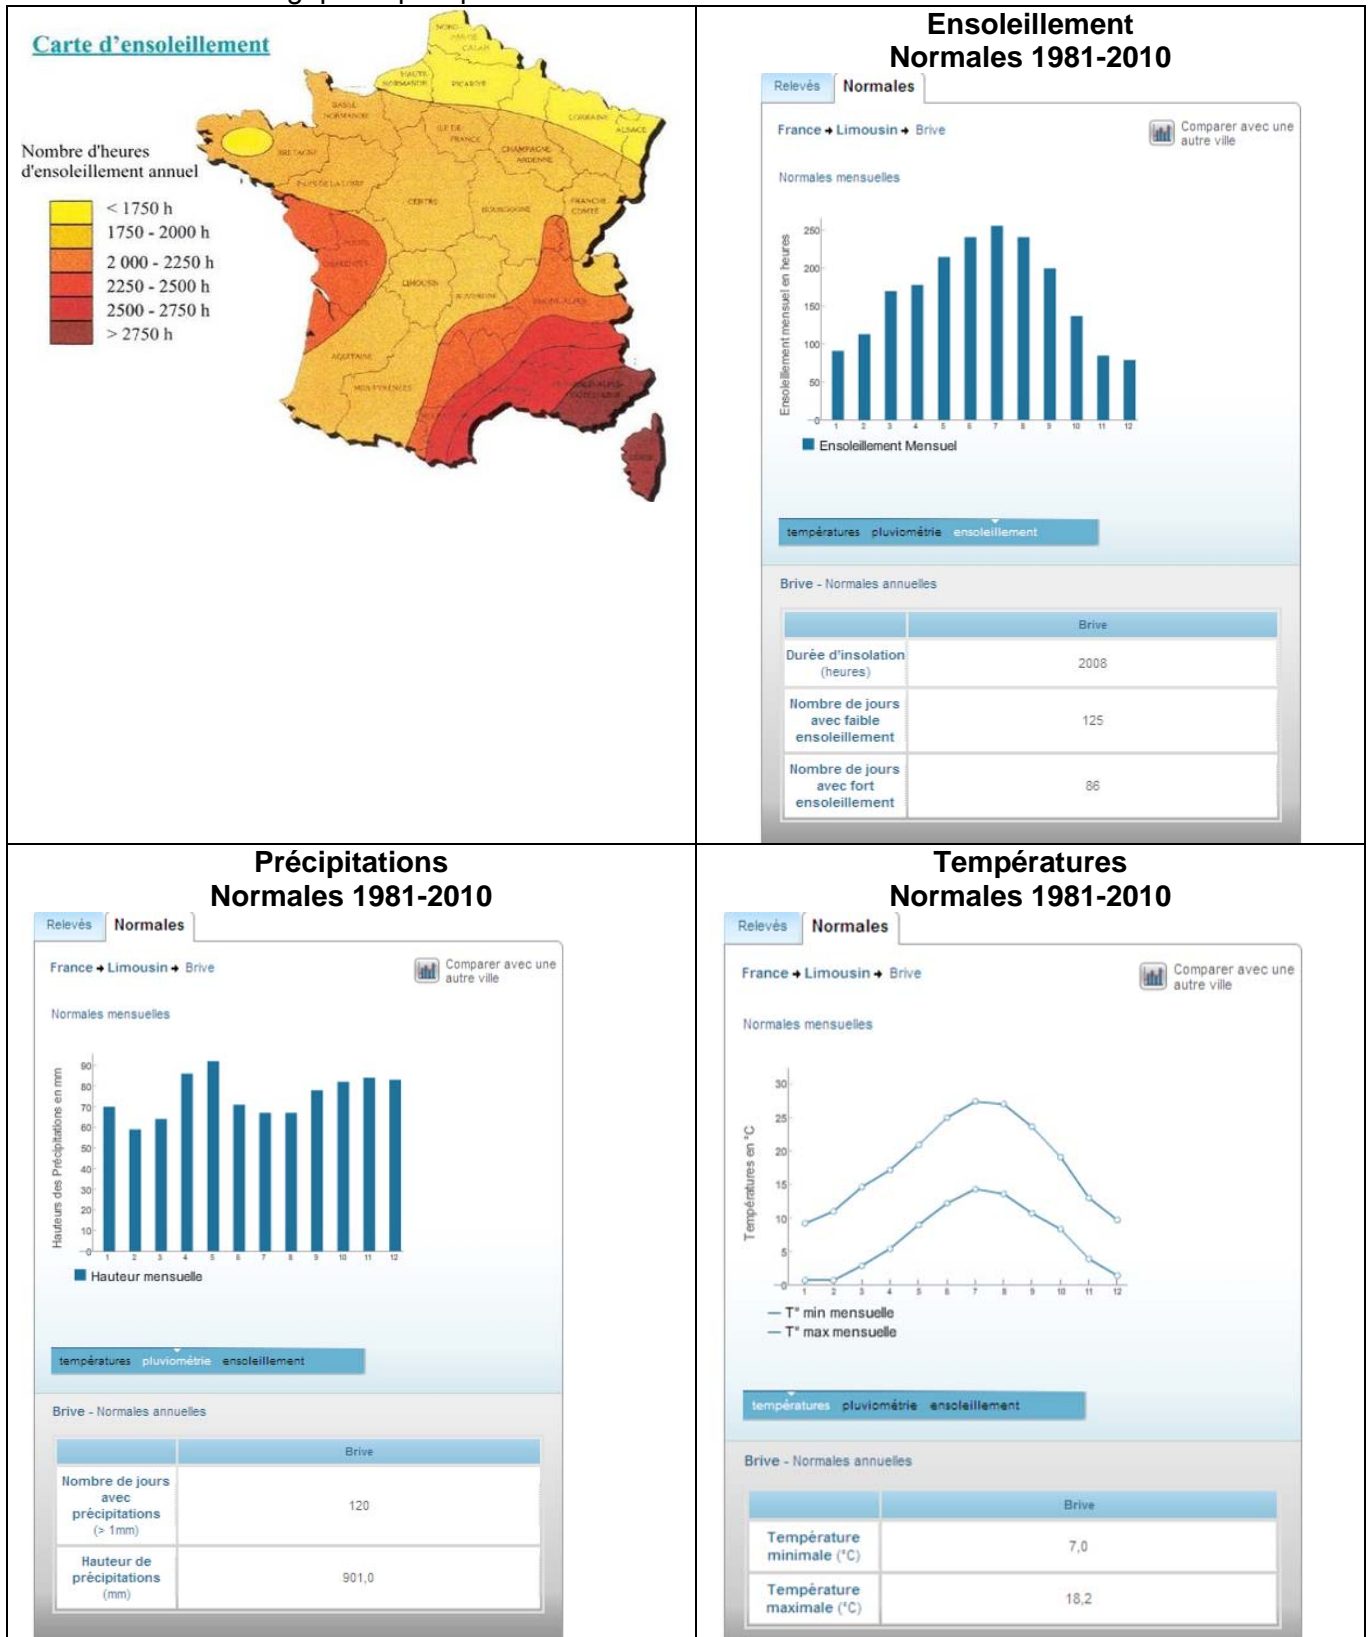 Carte d'ensoleillement
Nombre d'heures
d'ensoleillement annuel
< 1750 h
1750 - 2000 h
2 000 - 2250 h
2250 - 2500 h
2500 - 2750 h
> 2750 h
NORD
CALAIS
HAUTE
NORMANDIE
PICARDIE
BASSE
NORMANDIE
ILE DE
FRANCE
LORRAINE
ALSACE
CHAMPAGNE
ARDENNE
BRETAGNE
PAYS DE LA LOIRE
CENTRE
BOURGOGNE
FRANCHE
COMTÉ
LIMOUSIN
AUVERGNE
RHONE-ALPES
AQUITAINE
MIDI-PYRENEES
Ensoleillement
Normales 1981-2010
Relevés Normales
France → Limousin → Brive
Comparer avec une
autre ville
Normales mensuelles
Ensoleillement mensuel en heures
250
200
150
100
50
0
1 2 3 4 5 6 7 8 9 10 11 12
Ensoleillement Mensuel
températures pluviométrie ensoleillement
Brive - Normales annuelles
Brive
Durée d'insolation
(heures)
2008
Nombre de jours
avec faible
ensoleillement
125
Nombre de jours
avec fort
ensoleillement
86
Précipitations
Normales 1981-2010
Relevés Normales
France → Limousin → Brive
Comparer avec une
autre ville
Normales mensuelles
Hauteurs des Précipitations en mm
90
80
70
60
50
40
30
20
10
0
1 2 3 4 5 6 7 8 9 10 11 12
Hauteur mensuelle
températures pluviométrie ensoleillement
Brive - Normales annuelles
Brive
Nombre de jours
avec
précipitations
(> 1mm)
120
Hauteur de
précipitations
(mm)
901,0
Températures
Normales 1981-2010
Relevés Normales
France → Limousin → Brive
Comparer avec une
autre ville
Normales mensuelles
Températures en °C
30
25
20
15
10
5
0
1 2 3 4 5 6 7 8 9 10 11 12
T° min mensuelle
T° max mensuelle
températures pluviométrie ensoleillement
Brive - Normales annuelles
Brive
Température
minimale (°C)
7,0
Température
maximale (°C)
18,2